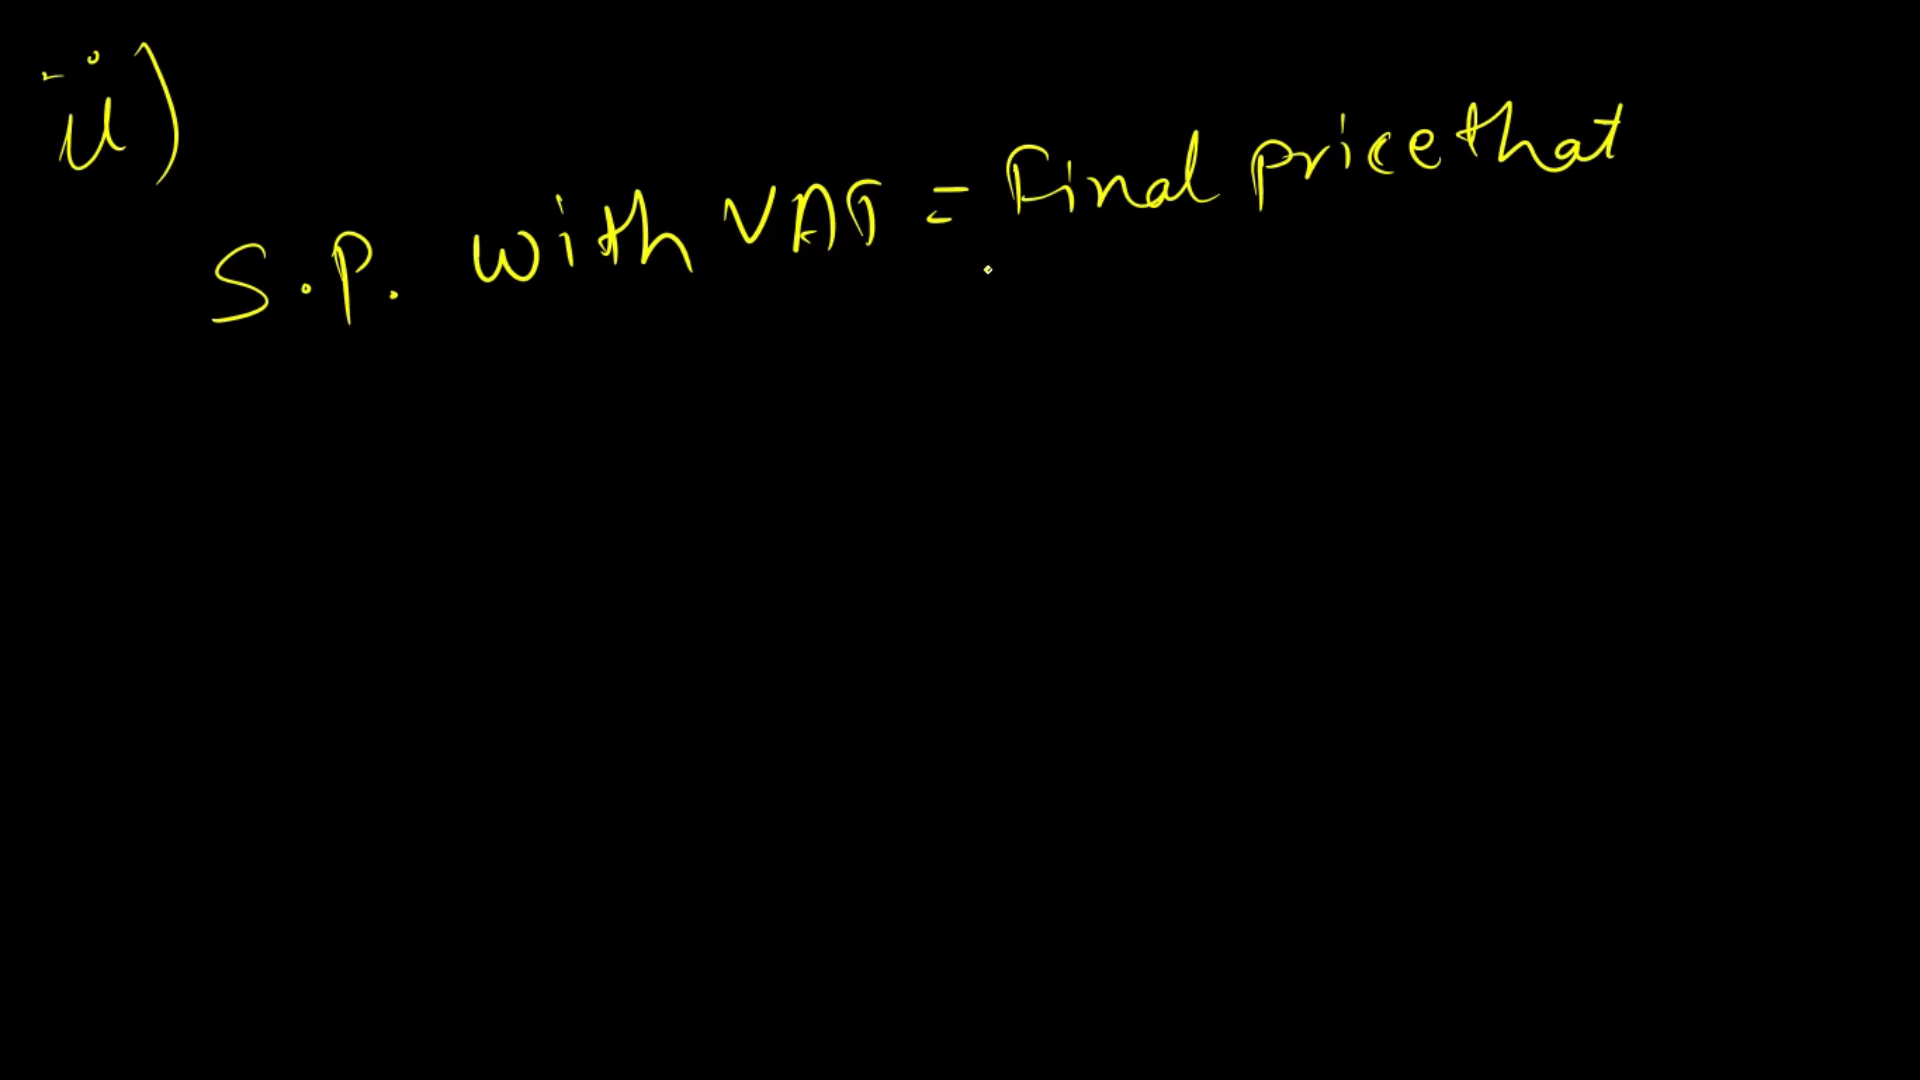 ii)
S.P. with VAT = Final price that